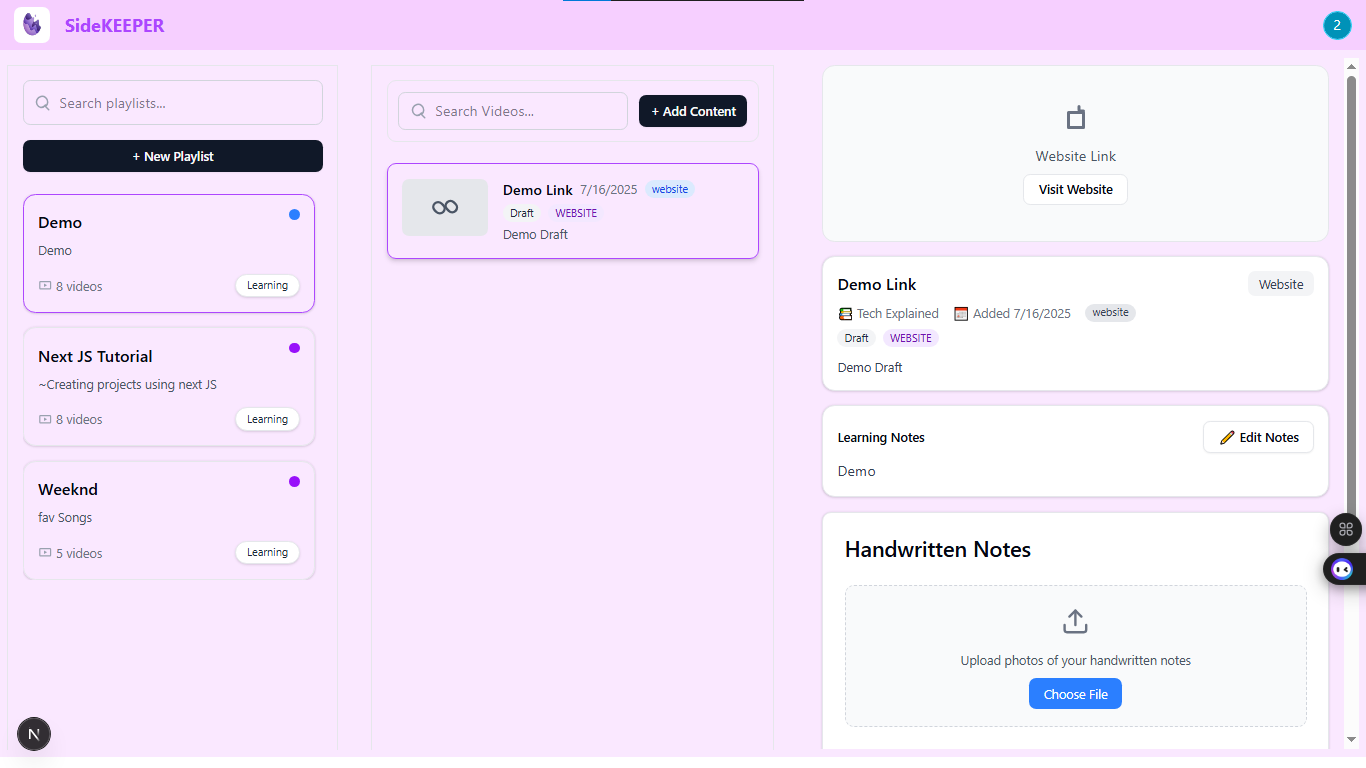 SideKEEPER
2
Search playlists...
+ New Playlist
Demo
Demo
8 videos
Learning
Next JS Tutorial
~Creating projects using next JS
8 videos
Learning
Weeknd
fav Songs
5 videos
Learning
N
Search Videos...
+ Add Content
Demo Link 7/16/2025 website
Draft WEBSITE
Demo Draft
Website Link
Visit Website
Demo Link
Website
Tech Explained Added 7/16/2025 website
Draft WEBSITE
Demo Draft
Learning Notes
Edit Notes
Demo
Handwritten Notes
Upload photos of your handwritten notes
Choose File